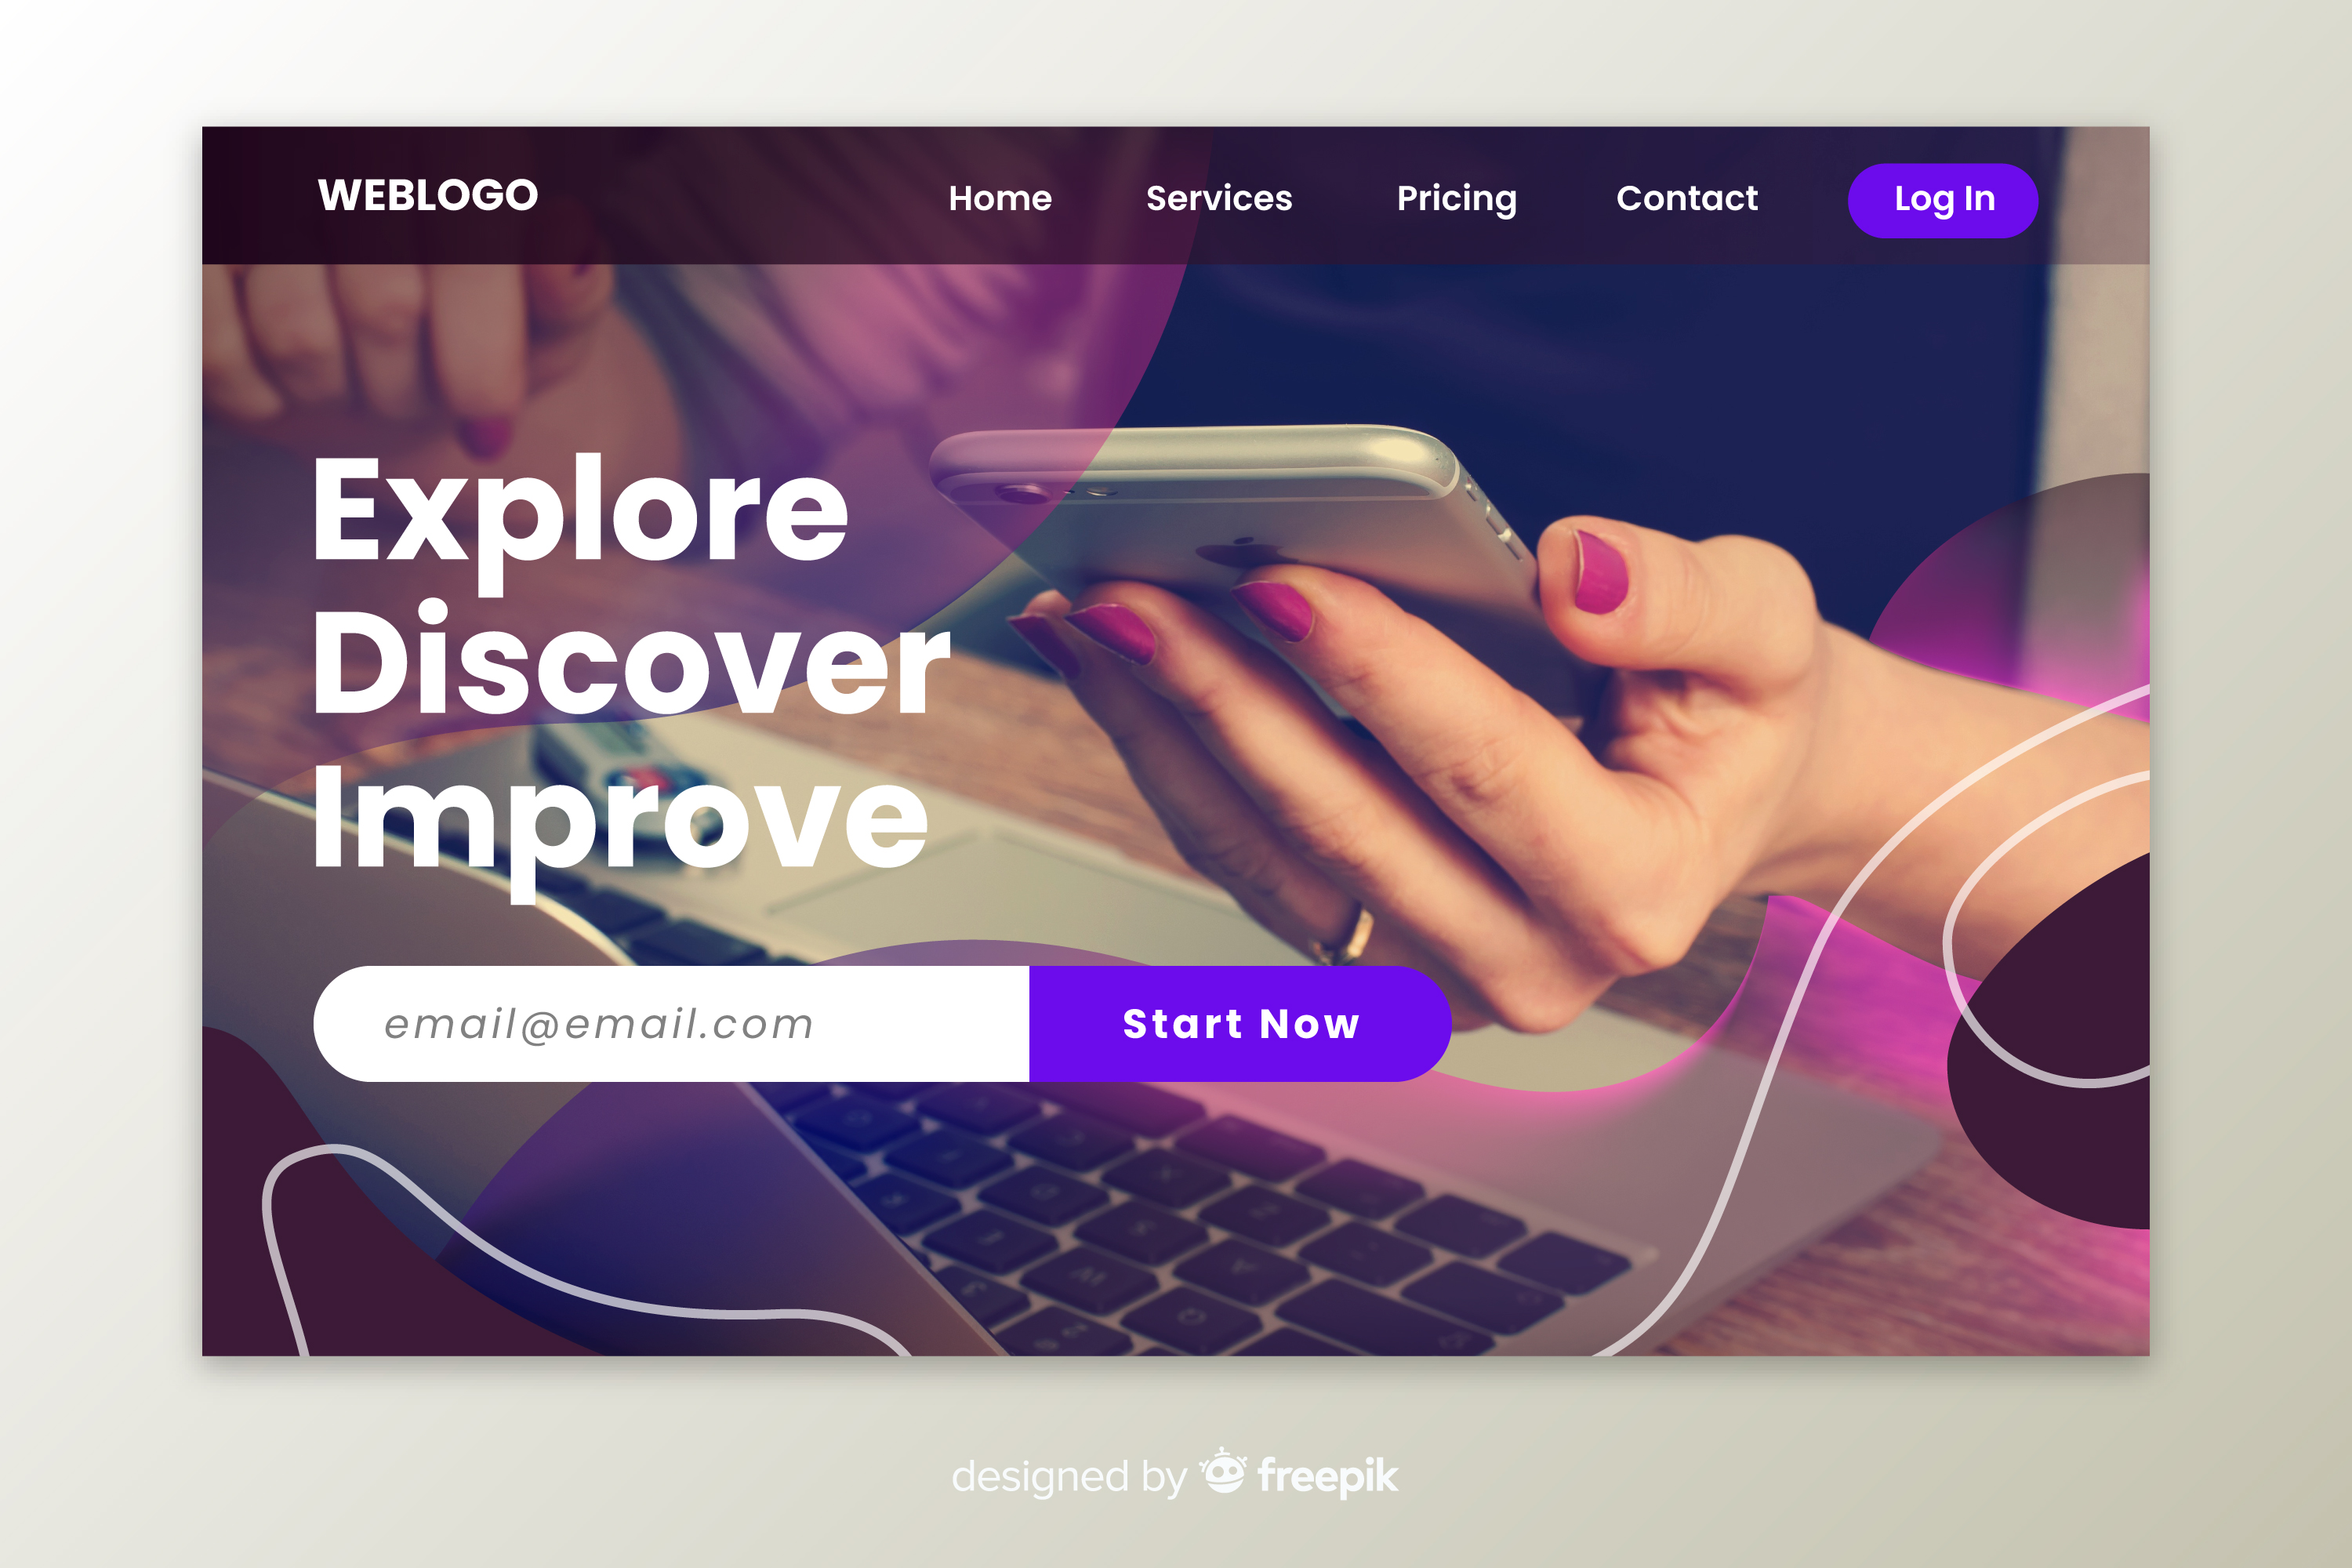 WEBLOGO
Home Services Pricing Contact Log In
Explore
Discover
Improve
email@email.com Start Now
designed by freepik